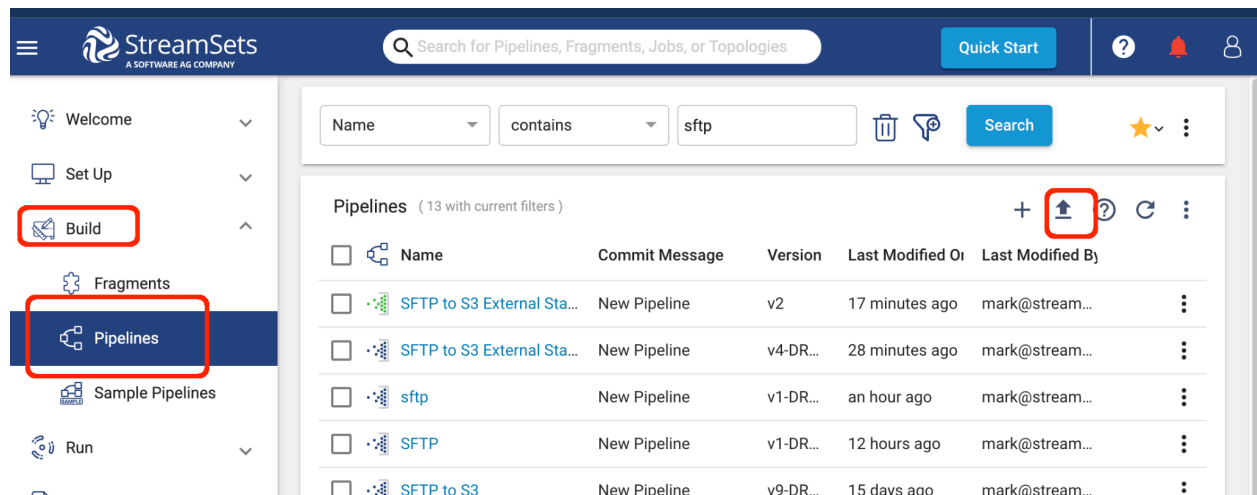 StreamSets
A SOFTWARE AG COMPANY
Search for Pipelines, Fragments, Jobs, or Topologies
Quick Start
?
Welcome
Set Up
Build
Fragments
Pipelines
Sample Pipelines
SAMPLE
Run
Name contains sftp Search
Pipelines ( 13 with current filters )
Name Commit Message Version Last Modified On Last Modified By
SFTP to S3 External Sta... New Pipeline v2 17 minutes ago mark@stream...
SFTP to S3 External Sta... New Pipeline v4-DR... 28 minutes ago mark@stream...
sftp New Pipeline v1-DR... an hour ago mark@stream...
SFTP New Pipeline v1-DR... 12 hours ago mark@stream...
SFTP to S3 New Pipeline v9-DR... 15 days ago mark@stream...